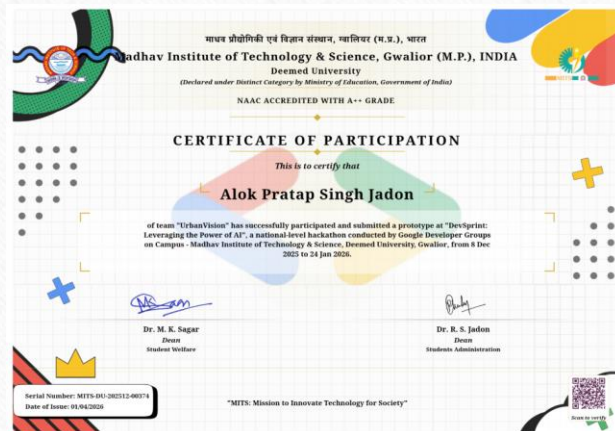 माधव प्रौद्योगिकी एवं विज्ञान संस्थान, ग्वालियर (म.प्र.), भारत
Madhav Institute of Technology & Science, Gwalior (M.P.), INDIA
Deemed University
(Declared under Distinct Category by Ministry of Education, Government of India)
NAAC ACCREDITED WITH A++ GRADE
CERTIFICATE OF PARTICIPATION
This is to certify that
Alok Pratap Singh Jadon
of team "UrbanVision" has successfully participated and submitted a prototype at "DevSprint:
Leveraging the Power of AI", a national-level hackathon conducted by Google Developer Groups
on Campus - Madhav Institute of Technology & Science, Deemed University, Gwalior, from 8 Dec
2025 to 24 Jan 2026.
Dr. M. K. Sagar
Dean
Student Welfare
Dr. R. S. Jadon
Dean
Students Administration
Serial Number: MITS-DU-202512-00374
Date of Issue: 01/04/2026
"MITS: Mission to Innovate Technology for Society"
Scan to verify